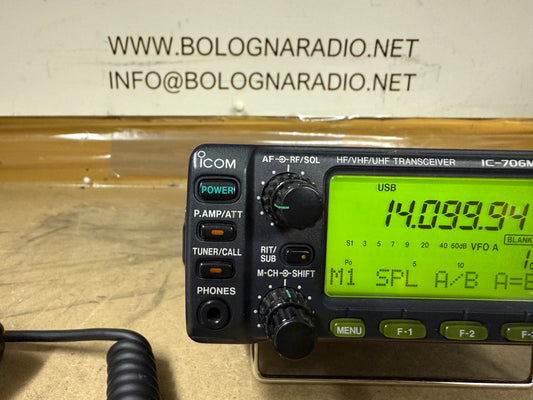 WWW.BOLOGNARADIO.NET
INFO@BOLOGNARADIO.NET
ICOM
AF RF/SQL
HF/VHF/UHF TRANSCEIVER IC-706M
POWER
USB
14.099.94
P.AMP/ATT
BLANK
S1 3 5 7 9 20 40 60dB VFO A
TUNER/CALL
RIT/
SUB
Po 5 10
M-CH SHIFT
M1 SPL A/B A=B
PHONES
MENU F-1 F-2 F-3